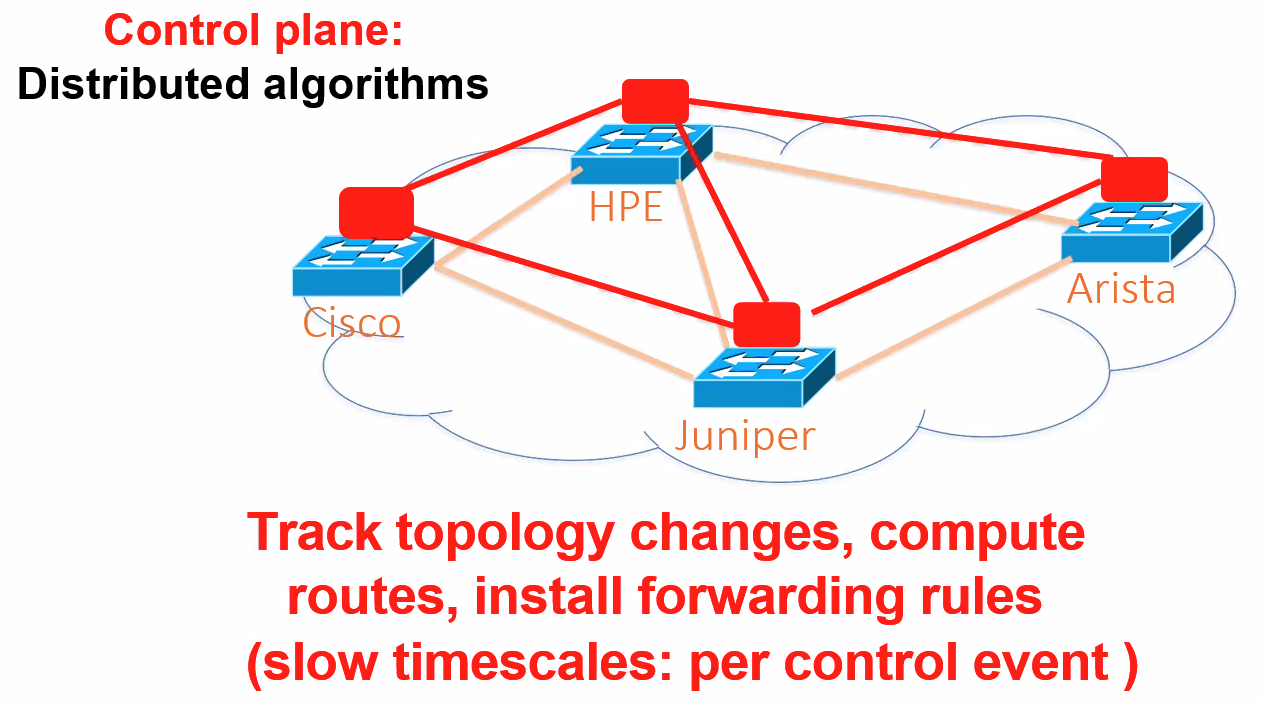 Control plane:
Distributed algorithms
HPE
Arista
Cisco
Juniper
Track topology changes, compute
routes, install forwarding rules
(slow timescales: per control event )